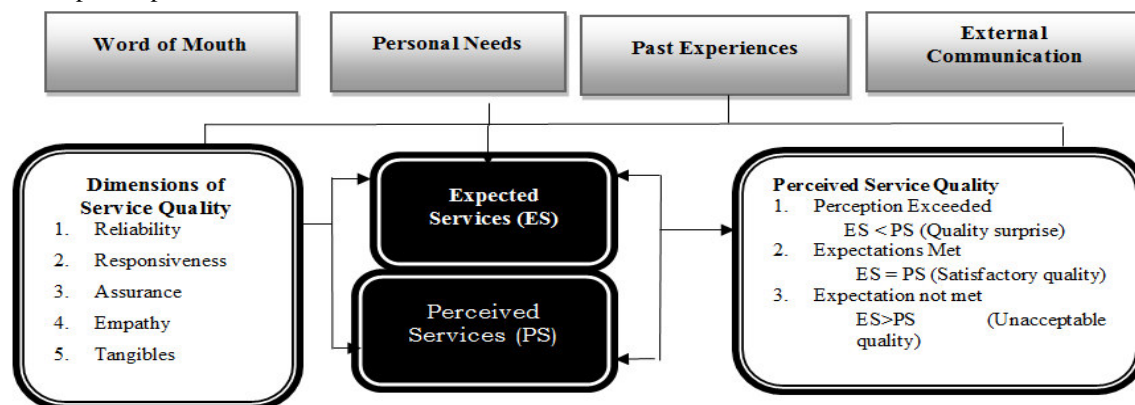 Word of Mouth
Personal Needs
Past Experiences
External
Communication
Dimensions of
Service Quality
1. Reliability
2. Responsiveness
3. Assurance
4. Empathy
5. Tangibles
Expected
Services (ES)
Perceived
Services (PS)
Perceived Service Quality
1. Perception Exceeded
ES < PS (Quality surprise)
2. Expectations Met
ES = PS (Satisfactory quality)
3. Expectation not met
ES>PS (Unacceptable
quality)